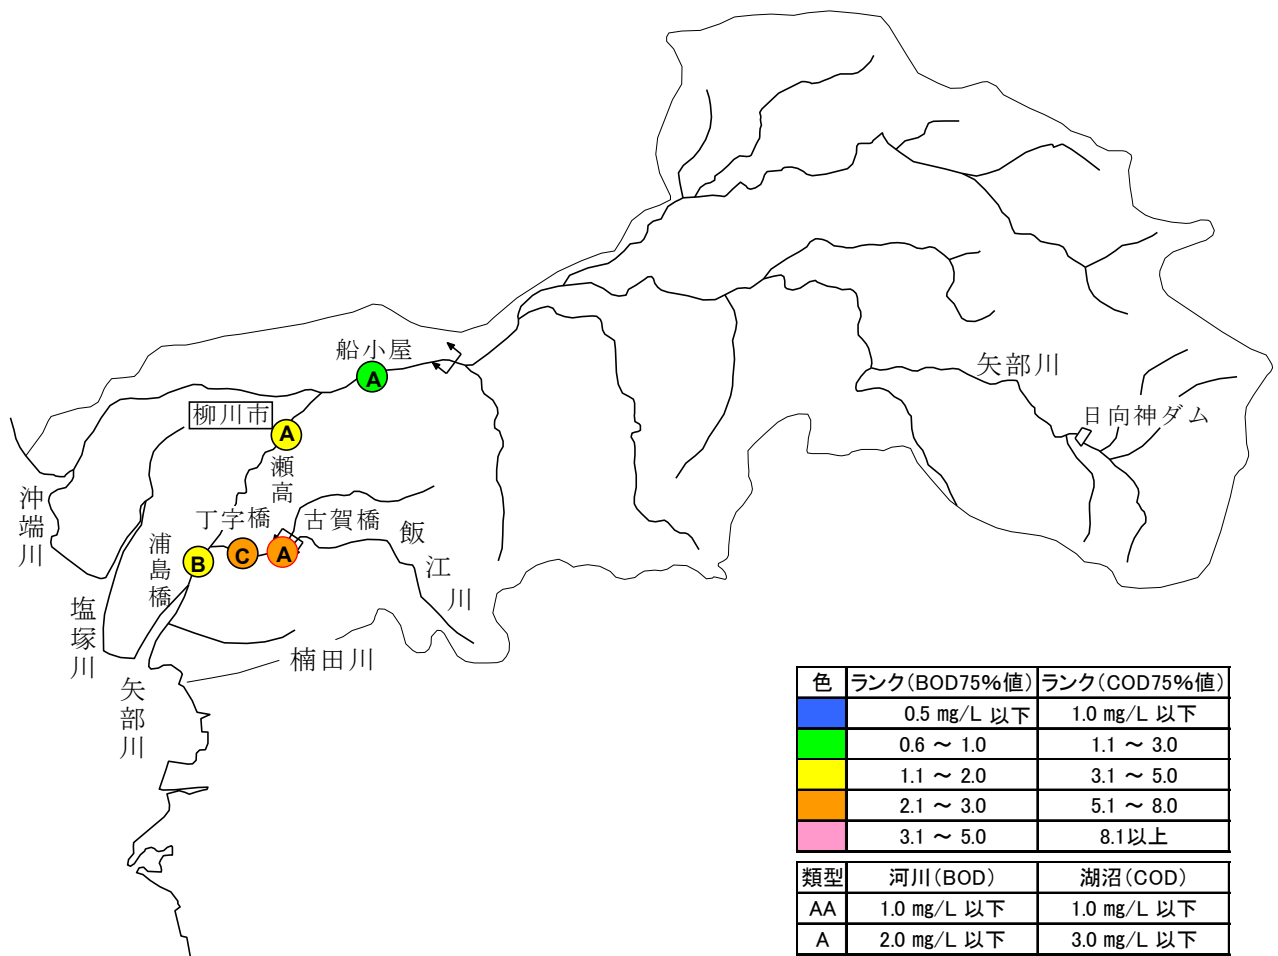 船小屋
A
柳川市
A
瀬高
矢部川
日向神ダム
沖端川
丁字橋
古賀橋
飯江川
浦島橋
B
C
A
塩塚川
楠田川
矢部川
色 ランク(BOD75%値) ランク(COD75%値)
0.5 mg/L 以下 1.0 mg/L 以下
0.6 ～ 1.0 1.1 ～ 3.0
1.1 ～ 2.0 3.1 ～ 5.0
2.1 ～ 3.0 5.1 ～ 8.0
3.1 ～ 5.0 8.1以上
類型 河川(BOD) 湖沼(COD)
AA 1.0 mg/L 以下 1.0 mg/L 以下
A 2.0 mg/L 以下 3.0 mg/L 以下